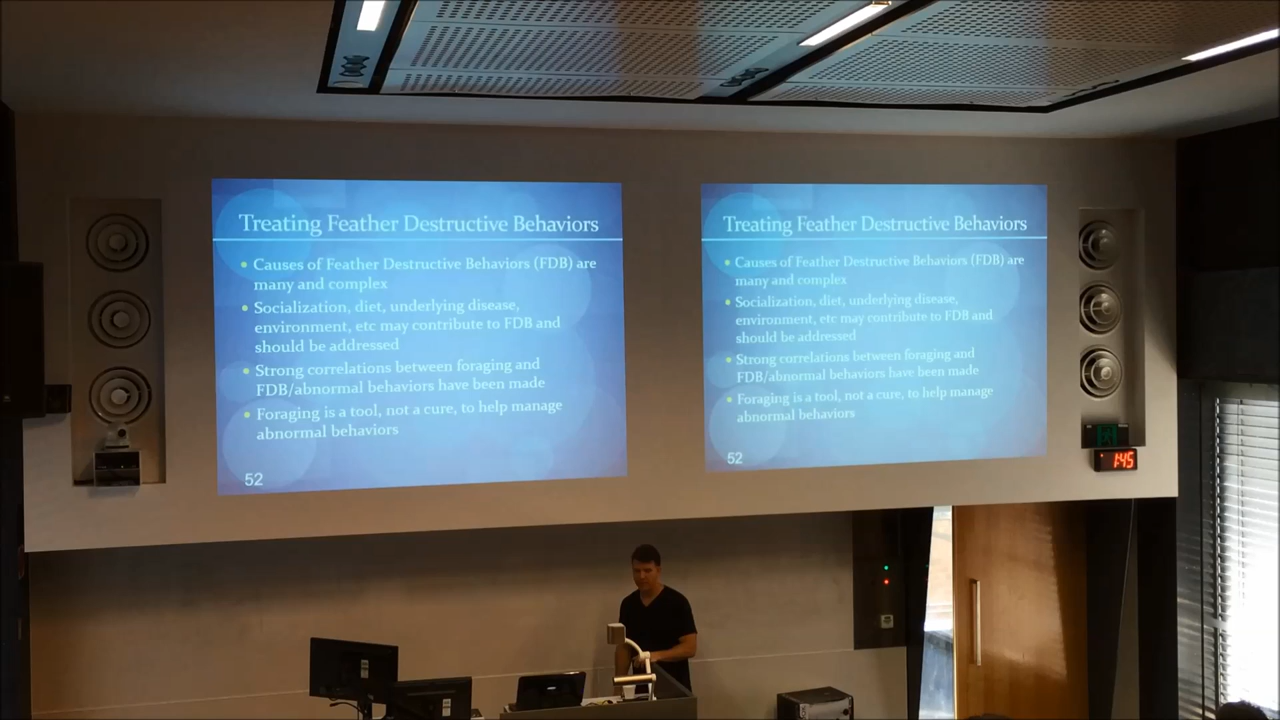 Treating Feather Destructive Behaviors
Causes of Feather Destructive Behaviors (FDB) are
many and complex
Socialization, diet, underlying disease,
environment, etc may contribute to FDB and
should be addressed
Strong correlations between foraging and
FDB/abnormal behaviors have been made
Foraging is a tool, not a cure, to help manage
abnormal behaviors
52
Treating Feather Destructive Behaviors
Causes of Feather Destructive Behaviors (FDB) are
many and complex
Socialization, diet, underlying disease,
environment, etc may contribute to FDB and
should be addressed
Strong correlations between foraging and
FDB/abnormal behaviors have been made
Foraging is a tool, not a cure, to help manage
abnormal behaviors
52
1:45